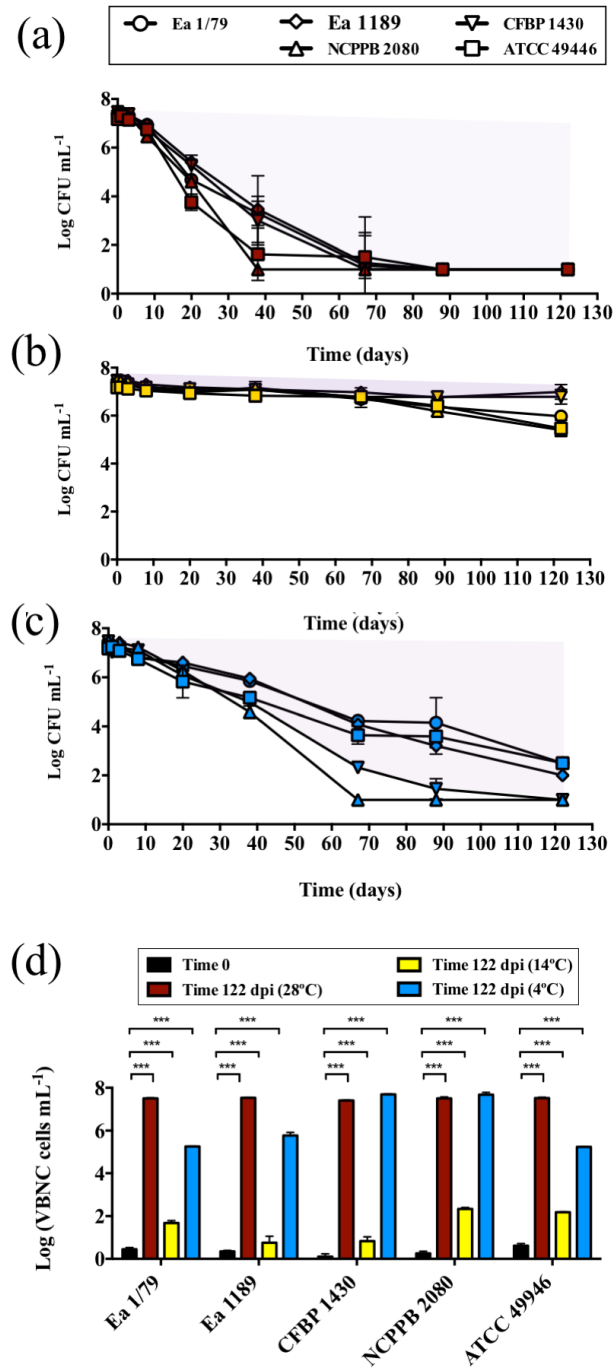 (a)
Ea 1/79 Ea 1189 CFBP 1430
NCPPB 2080 ATCC 49446
8
6
4
2
0
Log CFU mL-1
0 10 20 30 40 50 60 70 80 90 100 110 120 130
Time (days)
(b)
8
6
4
2
0
Log CFU mL-1
0 10 20 30 40 50 60 70 80 90 100 110 120 130
Time (days)
(c)
8
6
4
2
0
Log CFU mL-1
0 10 20 30 40 50 60 70 80 90 100 110 120 130
Time (days)
(d)
Time 0 Time 122 dpi (14ºC)
Time 122 dpi (28ºC) Time 122 dpi (4ºC)
*** *** *** *** ***
*** *** *** *** ***
*** *** *** *** ***
8
6
4
2
0
Log (VBNC cells mL-1)
Ea 1/79
Ea 1189
CFBP 1430
NCPPB 2080
ATCC 49946